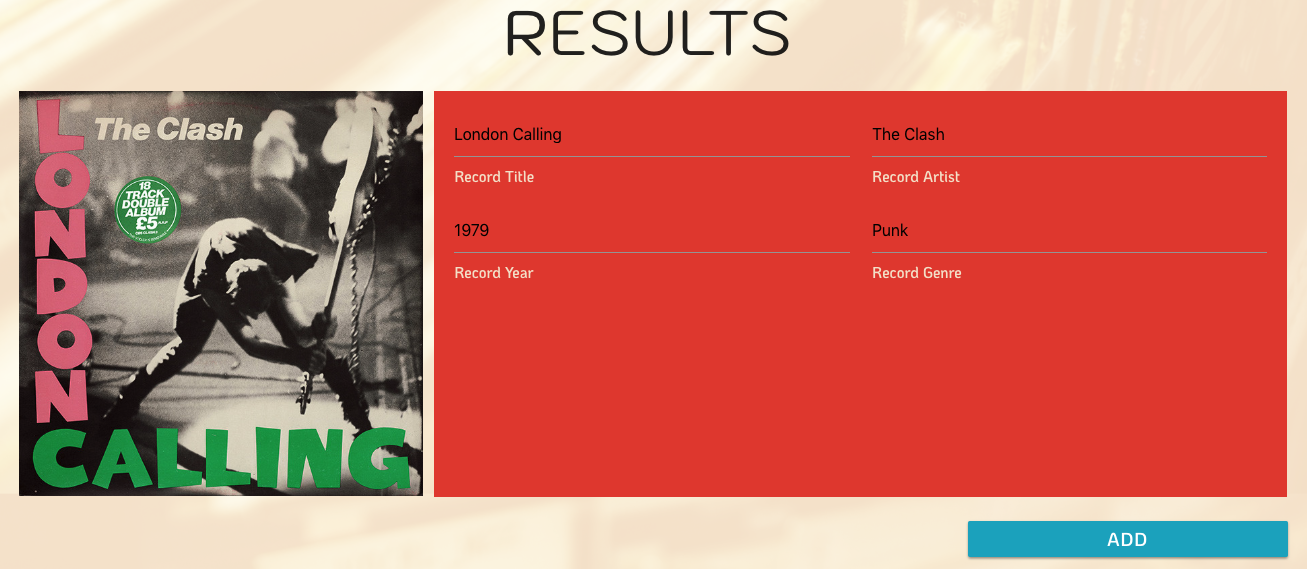 RESULTS
The Clash
LONDON
CALLING
18
TRACK
DOUBLE
ALBUM
£5
London Calling
The Clash
Record Title
Record Artist
1979
Punk
Record Year
Record Genre
ADD